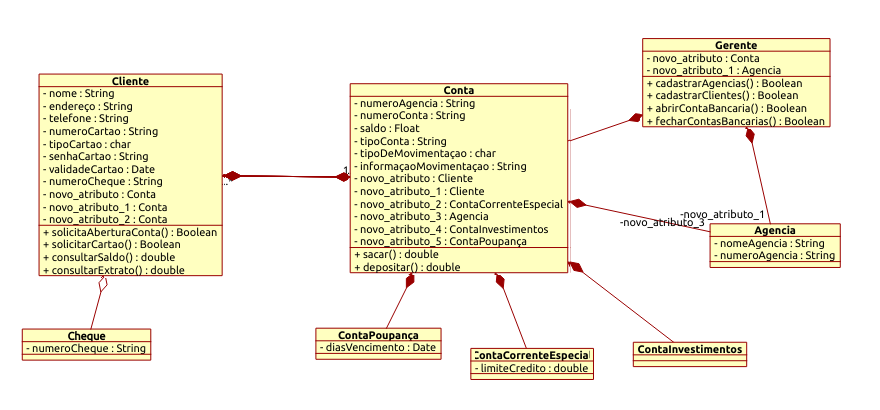 Cliente
- nome : String
- endereço : String
- telefone : String
- numeroCartao : String
- tipoCartao : char
- senhaCartao : String
- validadeCartao : Date
- numeroCheque : String
- novo_atributo : Conta
- novo_atributo_1 : Conta
- novo_atributo_2 : Conta
+ solicitaAberturaConta() : Boolean
+ solicitarCartao() : Boolean
+ consultarSaldo() : double
+ consultarExtrato() : double
Conta
- numeroAgencia : String
- numeroConta : String
- saldo : Float
- tipoConta : String
- tipoDeMovimentaçao : char
- informaçaoMovimentaçao : String
- novo_atributo : Cliente
- novo_atributo_1 : Cliente
- novo_atributo_2 : ContaCorrenteEspecial
- novo_atributo_3 : Agencia
- novo_atributo_4 : ContaInvestimentos
- novo_atributo_5 : ContaPoupança
+ sacar() : double
+ depositar() : double
Gerente
- novo_atributo : Conta
- novo_atributo_1 : Agencia
+ cadastrarAgencias() : Boolean
+ cadastrarClientes() : Boolean
+ abrirContaBancaria() : Boolean
+ fecharContasBancarias() : Boolean
1
..
-novo_atributo_1
-novo_atributo_3
Agencia
- nomeAgencia : String
- numeroAgencia : String
Cheque
- numeroCheque : String
ContaPoupança
- diasVencimento : Date
ContaCorrenteEspecial
- limiteCredito : double
ContaInvestimentos